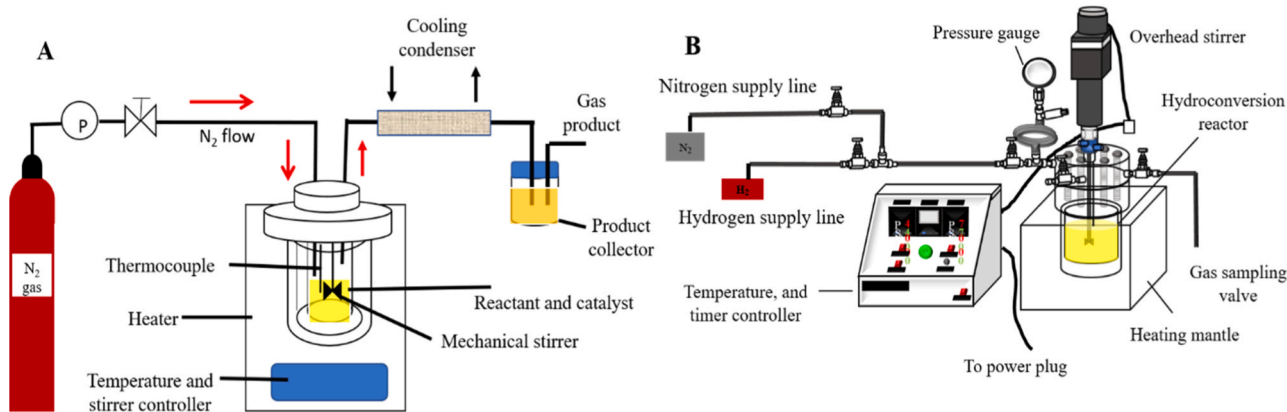 A
Cooling
condenser
P
N2 flow
Gas
product
Product
collector
N2
gas
Thermocouple
Heater
Reactant and catalyst
Mechanical stirrer
Temperature and
stirrer controller
B
Pressure gauge
Overhead stirrer
Nitrogen supply line
Hydroconversion
reactor
N2
H2
Hydrogen supply line
Temperature, and
timer controller
Gas sampling
valve
Heating mantle
To power plug